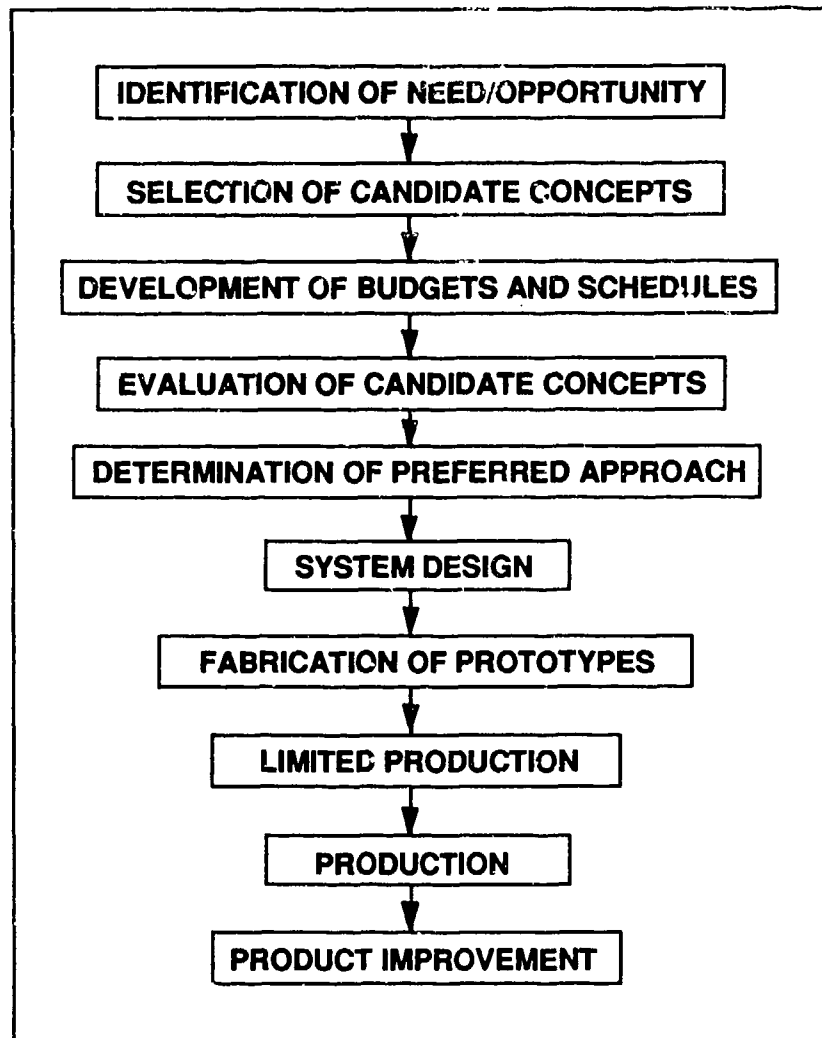 IDENTIFICATION OF NEED/OPPORTUNITY
SELECTION OF CANDIDATE CONCEPTS
DEVELOPMENT OF BUDGETS AND SCHEDULES
EVALUATION OF CANDIDATE CONCEPTS
DETERMINATION OF PREFERRED APPROACH
SYSTEM DESIGN
FABRICATION OF PROTOTYPES
LIMITED PRODUCTION
PRODUCTION
PRODUCT IMPROVEMENT